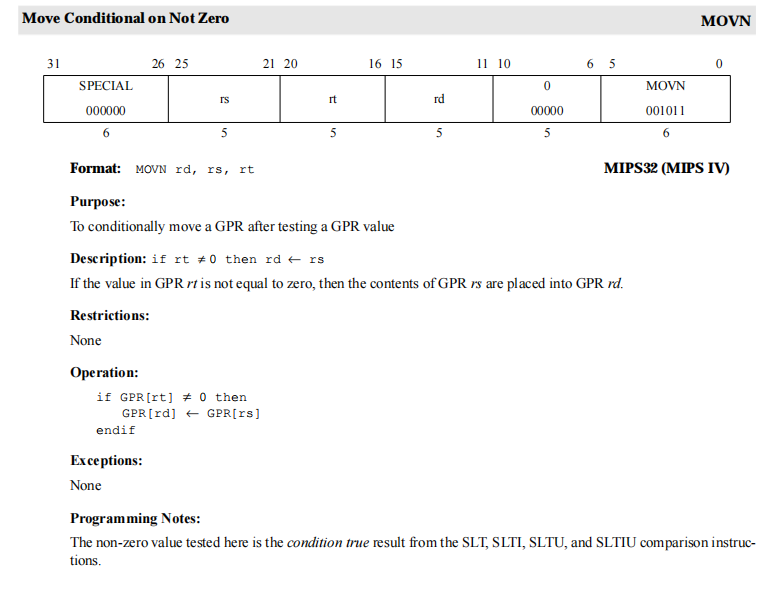 Move Conditional on Not Zero MOVN
31 26 25 21 20 16 15 11 10 6 5 0
SPECIAL 0 MOVN
rs rt rd
000000 00000 001011
6 5 5 5 5 6
Format: MOVN rd, rs, rt MIPS32 (MIPS IV)
Purpose:
To conditionally move a GPR after testing a GPR value
Description: if rt ≠ 0 then rd ← rs
If the value in GPR rt is not equal to zero, then the contents of GPR rs are placed into GPR rd.
Restrictions:
None
Operation:
if GPR[rt] ≠ 0 then
GPR[rd] ← GPR[rs]
endif
Exceptions:
None
Programming Notes:
The non-zero value tested here is the condition true result from the SLT, SLTI, SLTU, and SLTIU comparison instruc-
tions.